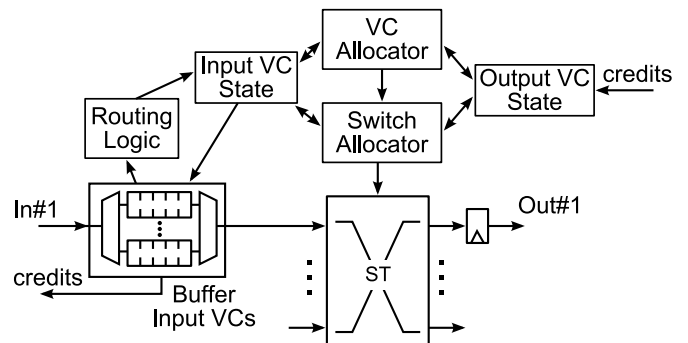 VC
Allocator
Input VC
State
Output VC
State
credits
Routing
Logic
Switch
Allocator
In#1
Out#1
ST
credits
Buffer
Input VCs